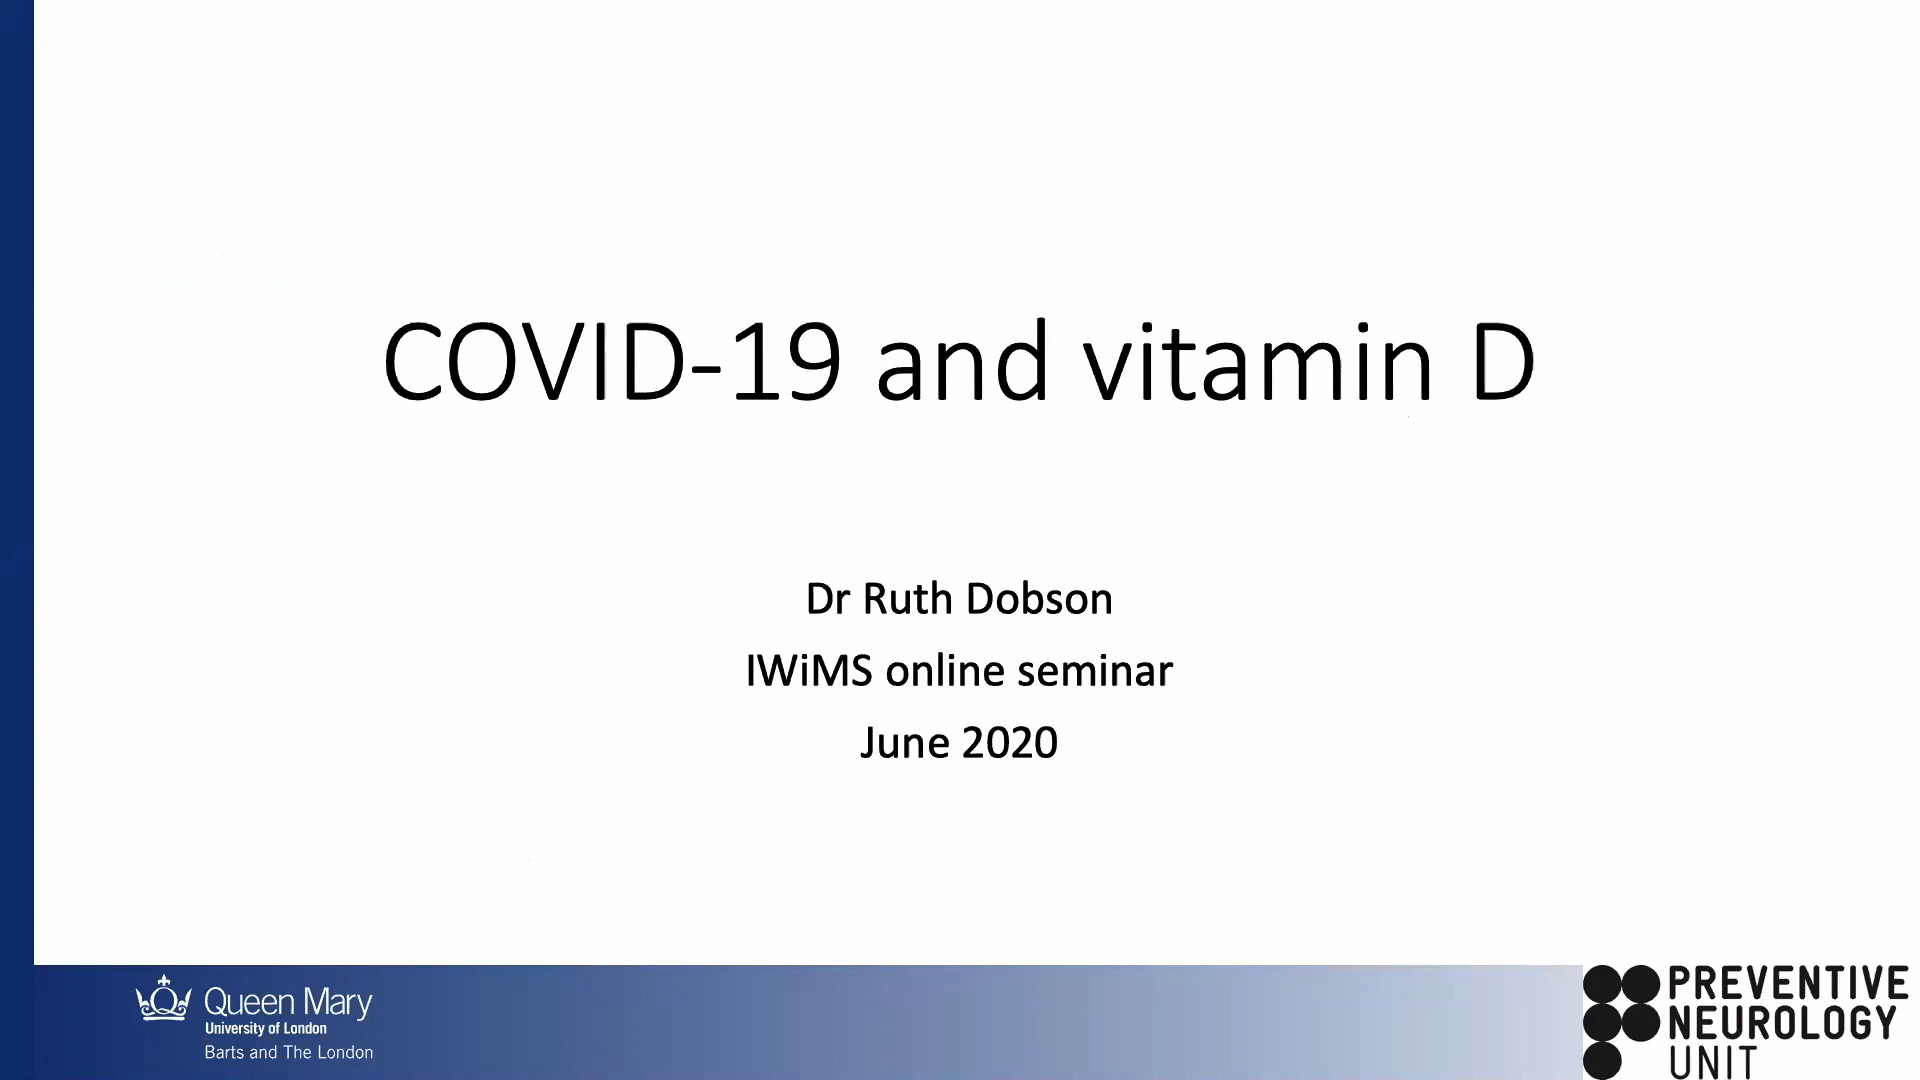 COVID-19 and vitamin D
Dr Ruth Dobson
IWiMS online seminar
June 2020
Queen Mary
University of London
Barts and The London
PREVENTIVE
NEUROLOGY
UNIT